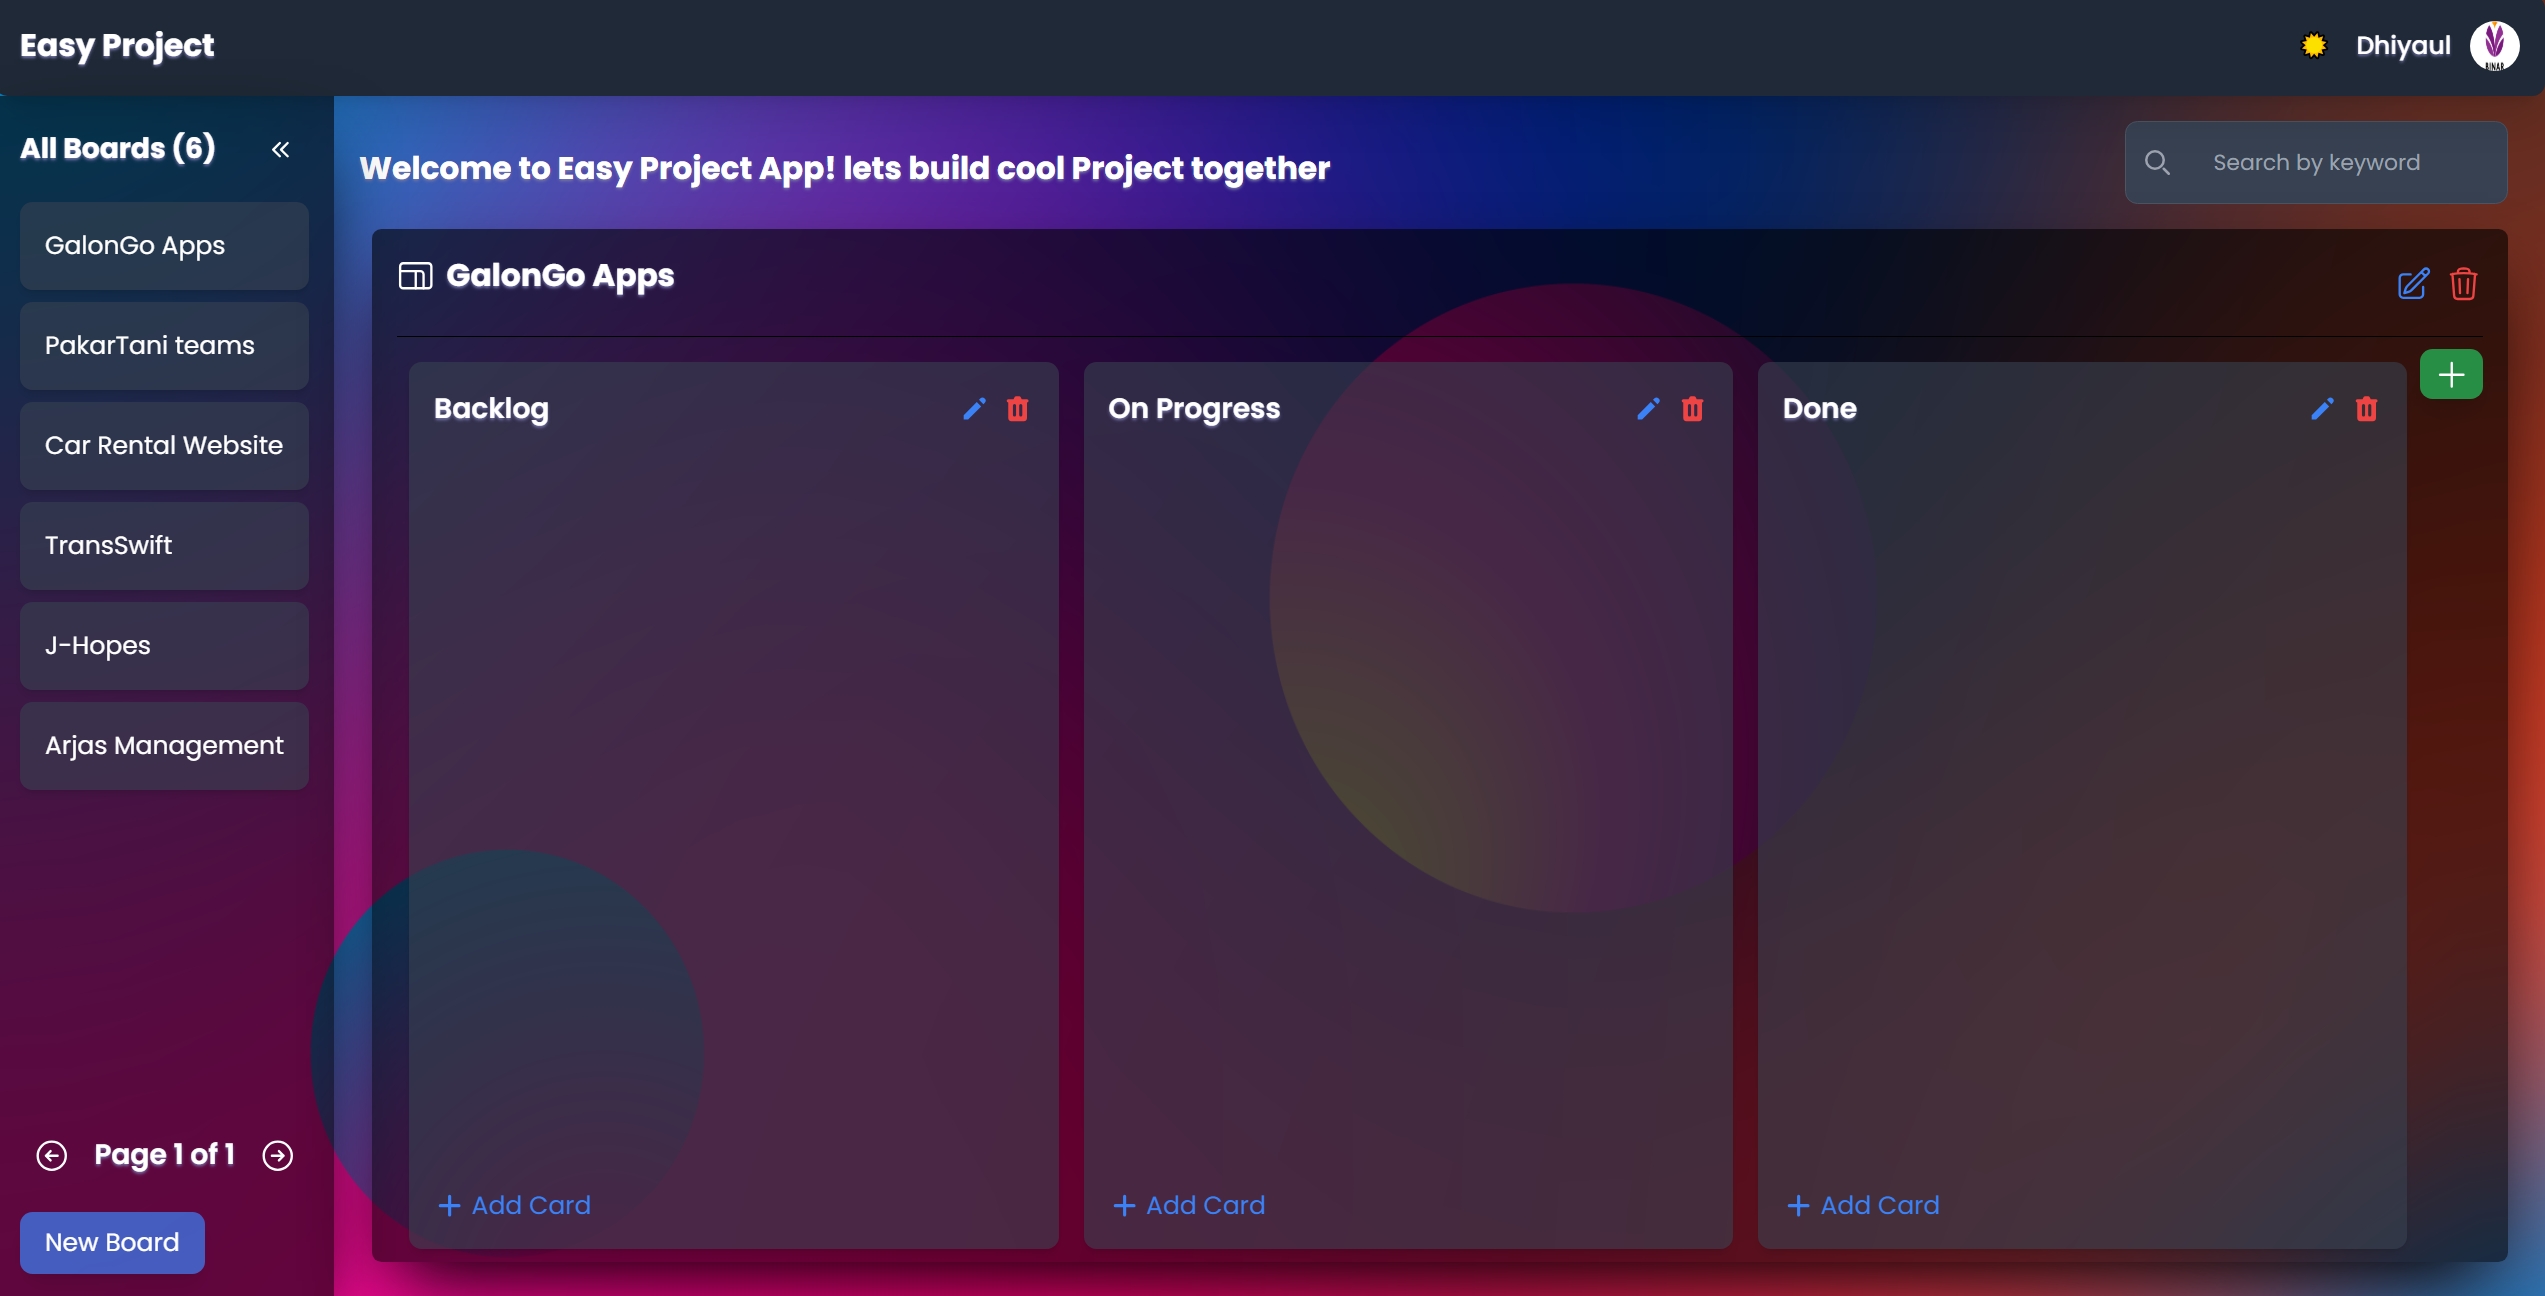 Easy Project
Dhiyaul
BINAR
All Boards (6)
GalonGo Apps
PakarTani teams
Car Rental Website
TransSwift
J-Hopes
Arjas Management
Page 1 of 1
New Board
Welcome to Easy Project App! lets build cool Project together
Search by keyword
GalonGo Apps
Backlog
Add Card
On Progress
Add Card
Done
Add Card